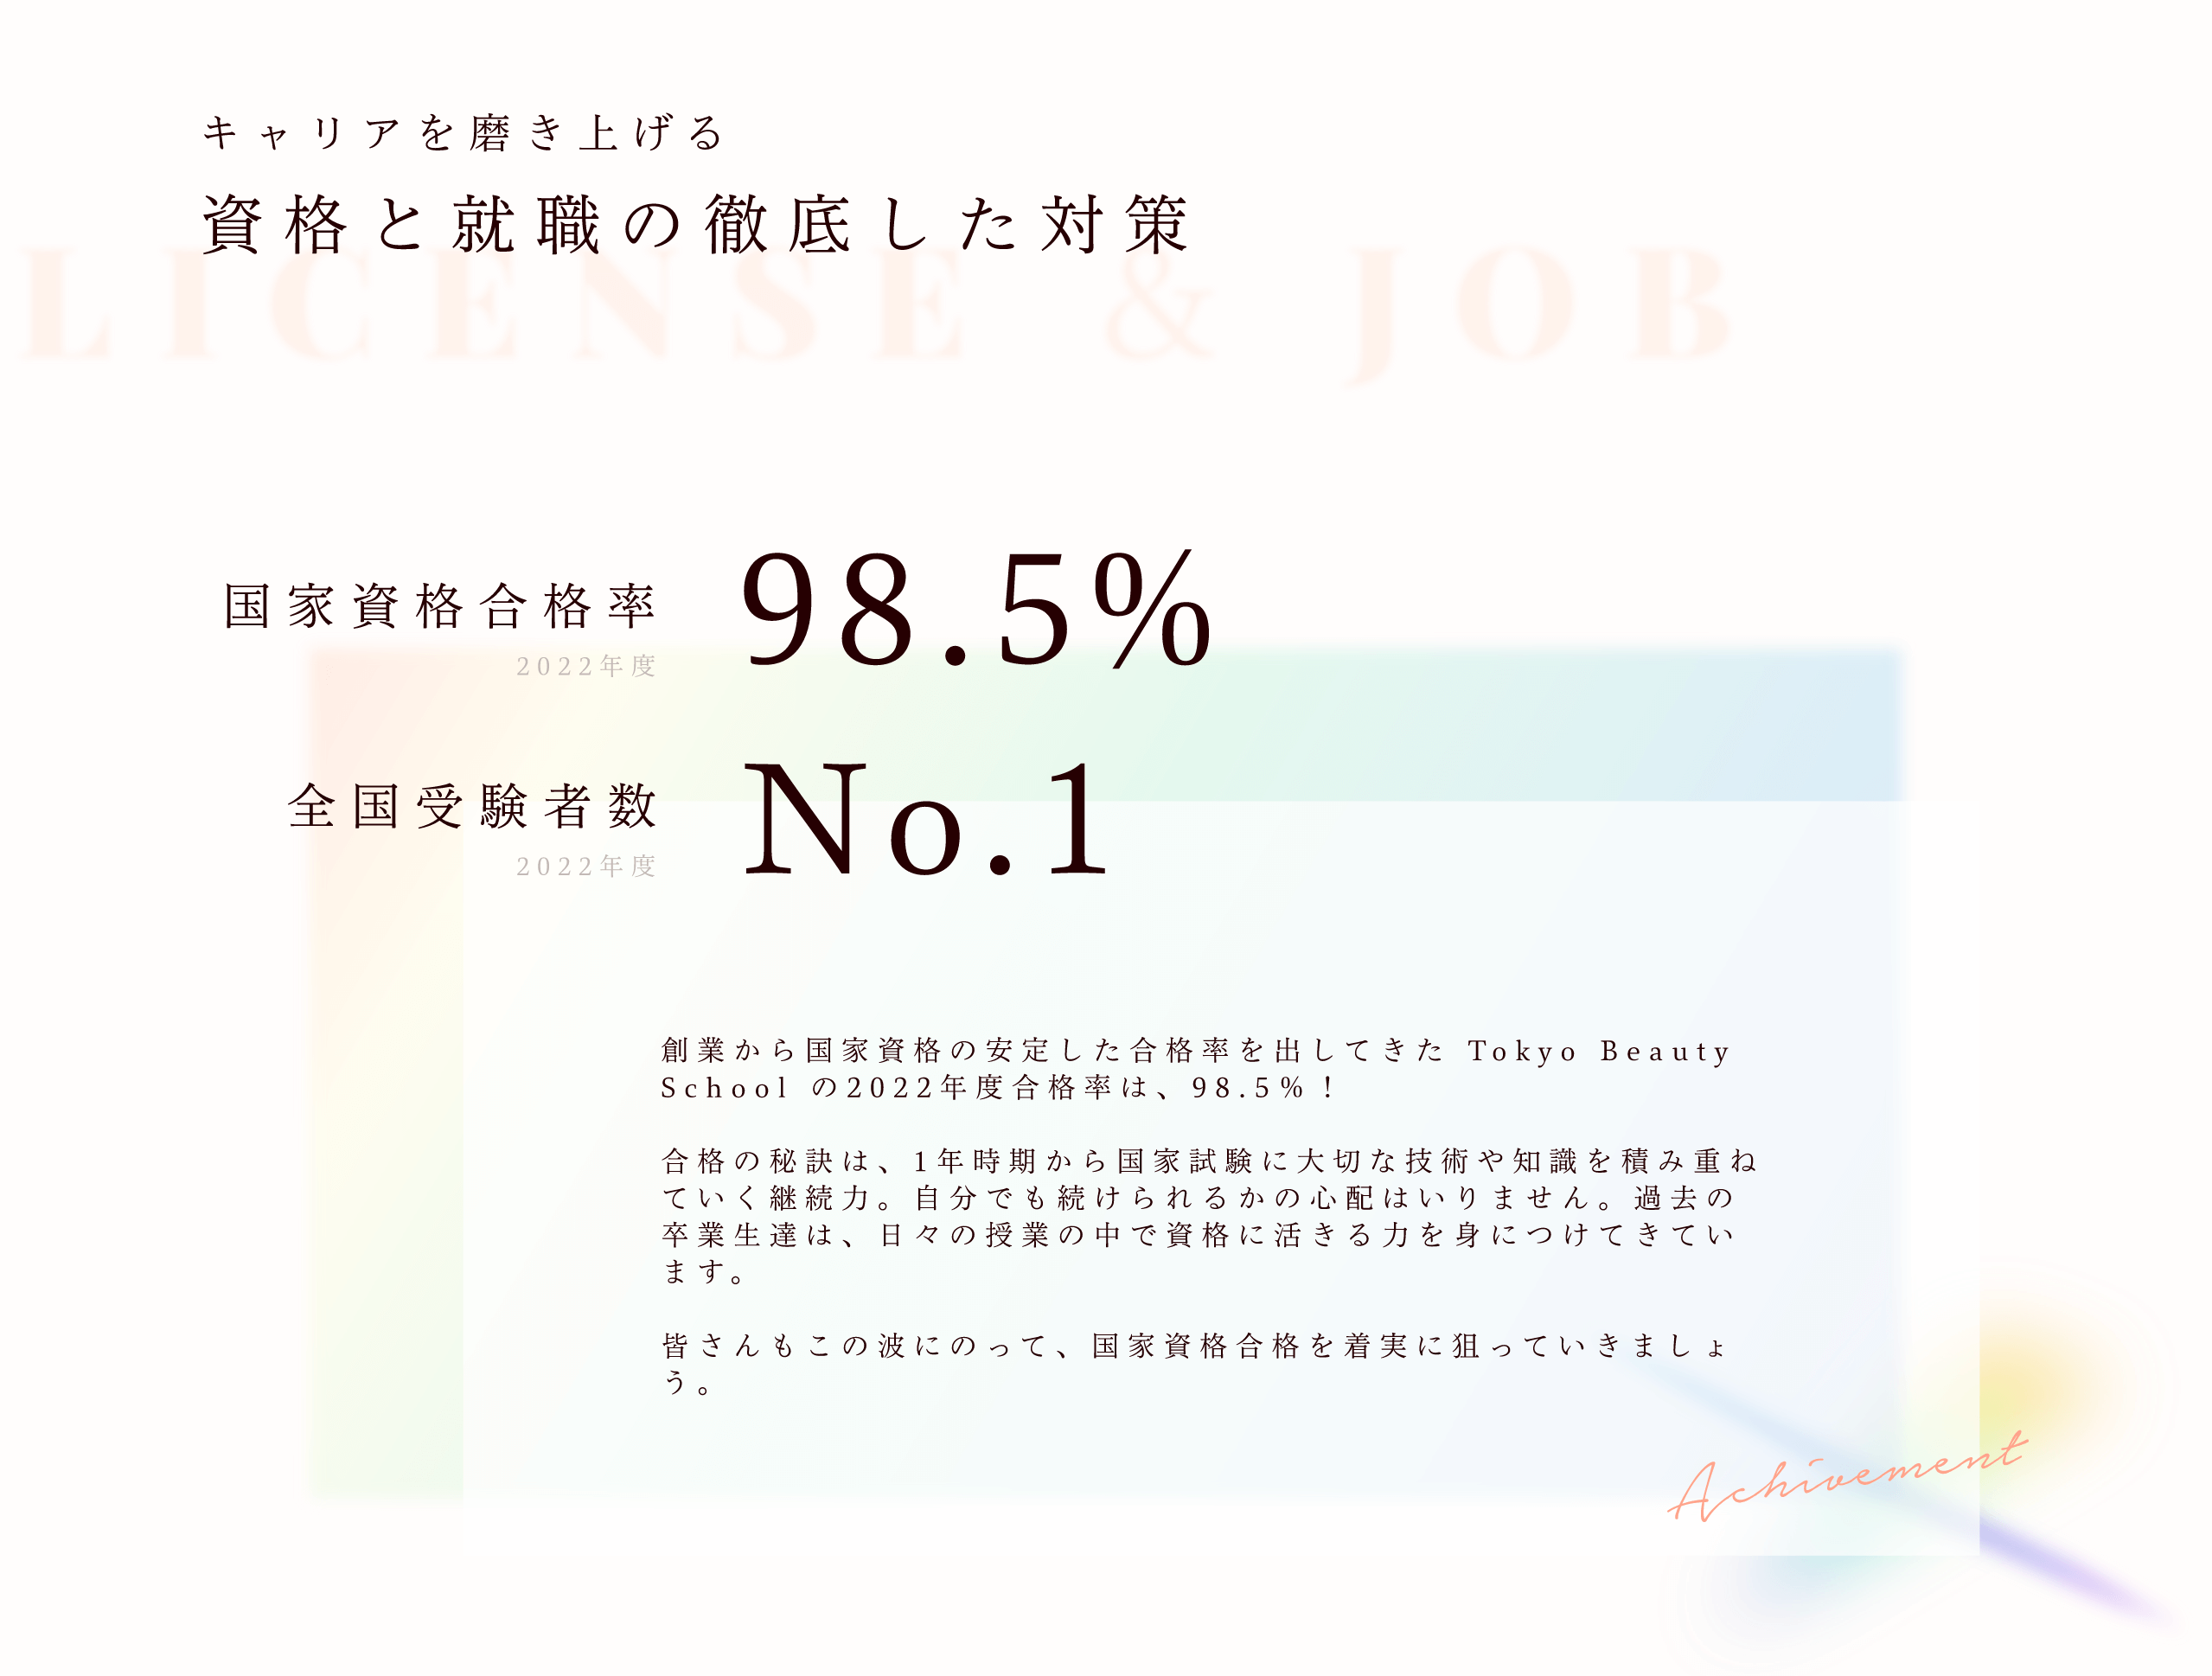 キャリアを磨き上げる
資格と就職の徹底した対策
LICENSE & JOB
国家資格合格率
2022年度
98.5%
全国受験者数
2022年度
No.1
創業から国家資格の安定した合格率を出してきた Tokyo Beauty
School の2022年度合格率は、98.5%！
合格の秘訣は、1年時期から国家試験に大切な技術や知識を積み重ね
ていく継続力。自分でも続けられるかの心配はいりません。過去の
卒業生達は、日々の授業の中で資格に活きる力を身につけてきてい
ます。
皆さんもこの波にのって、国家資格合格を着実に狙っていきましょ
う。
Achivement